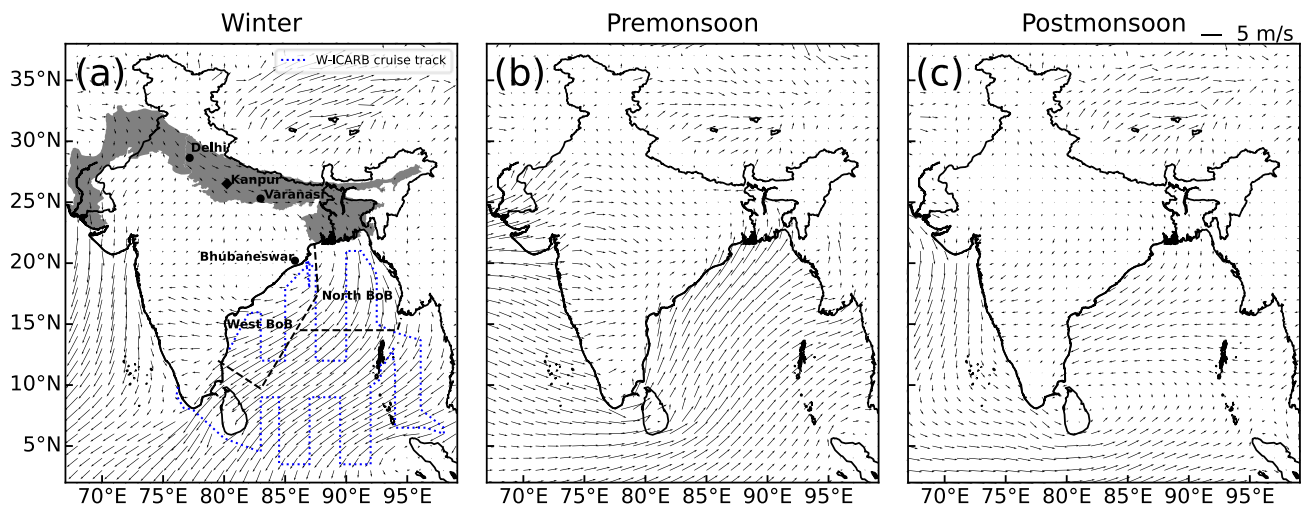 Winter
Premonsoon
Postmonsoon
5 m/s
(a)
W-ICARB cruise track
(b)
(c)
35°N
30°N
25°N
20°N
15°N
10°N
5°N
Delhi
Kanpur
Varanasi
Bhubaneswar
North BoB
West BoB
70°E 75°E 80°E 85°E 90°E 95°E
70°E 75°E 80°E 85°E 90°E 95°E
70°E 75°E 80°E 85°E 90°E 95°E